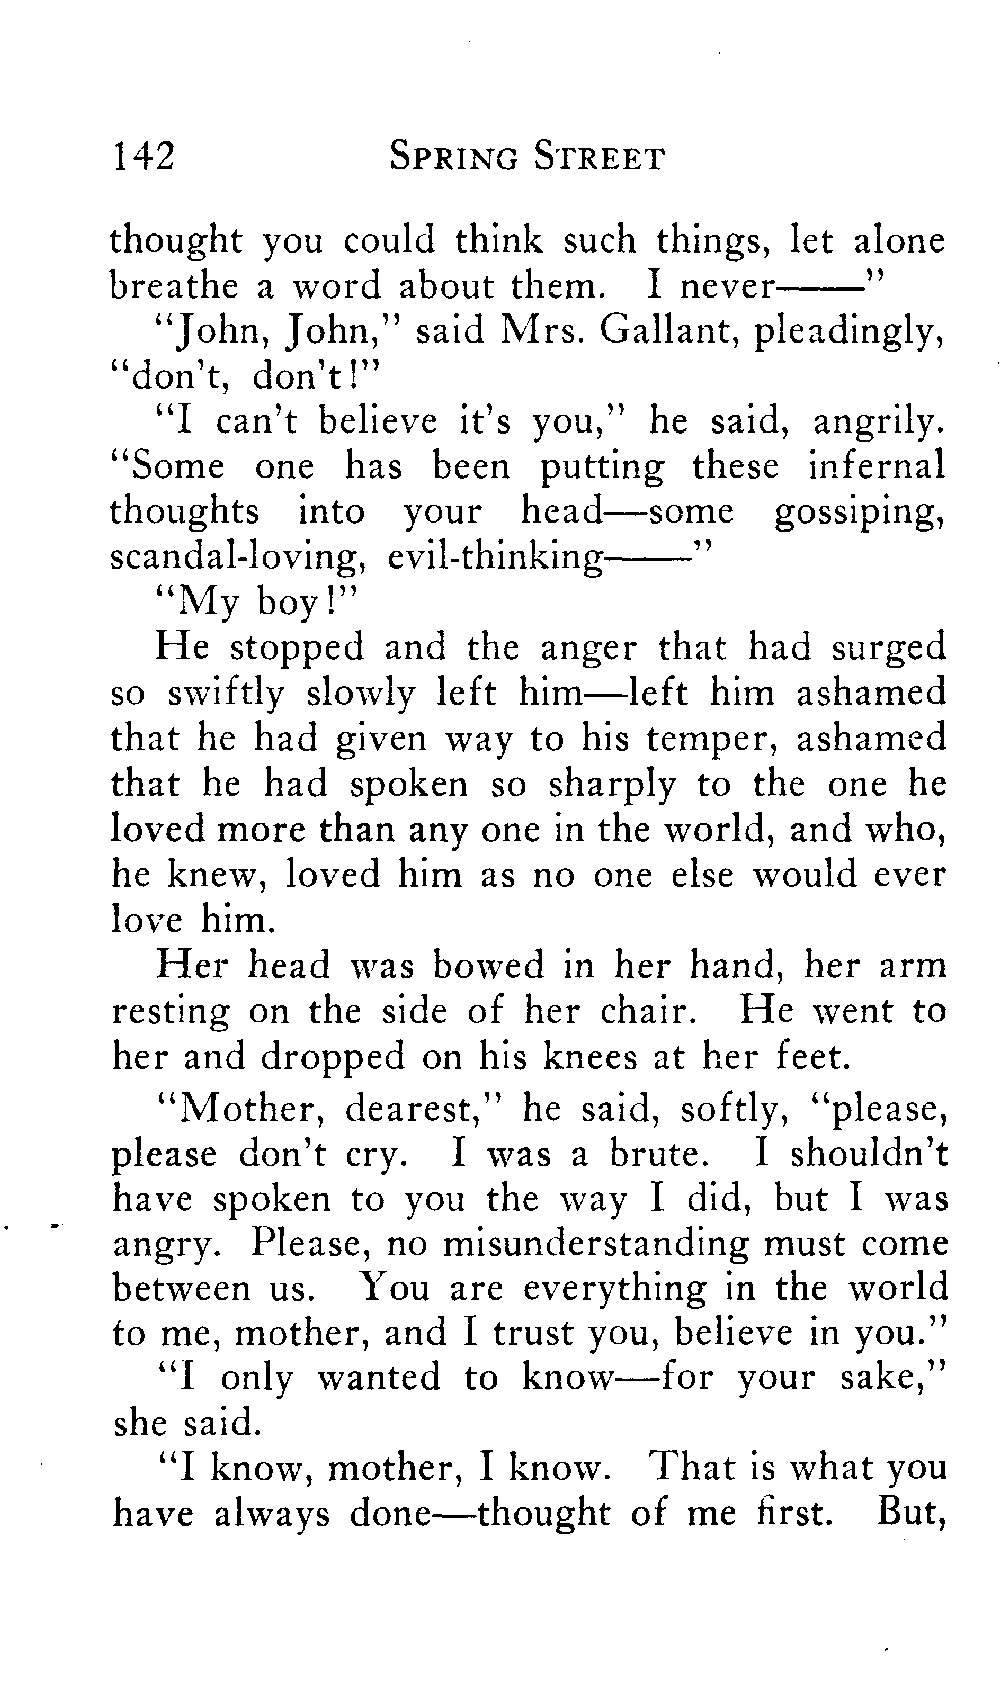 142 SPRING STREET
thought you could think such things, let alone
breathe a word about them. I never——"
"John, John," said Mrs. Gallant, pleadingly,
"don't, don't!"
"I can't believe it's you," he said, angrily.
"Some one has been putting these infernal
thoughts into your head—some gossiping,
scandal-loving, evil-thinking——"
"My boy!"
He stopped and the anger that had surged
so swiftly slowly left him—left him ashamed
that he had given way to his temper, ashamed
that he had spoken so sharply to the one he
loved more than any one in the world, and who,
he knew, loved him as no one else would ever
love him.
Her head was bowed in her hand, her arm
resting on the side of her chair. He went to
her and dropped on his knees at her feet.
"Mother, dearest," he said, softly, "please,
please don't cry. I was a brute. I shouldn't
have spoken to you the way I did, but I was
angry. Please, no misunderstanding must come
between us. You are everything in the world
to me, mother, and I trust you, believe in you."
"I only wanted to know—for your sake,"
she said.
"I know, mother, I know. That is what you
have always done—thought of me first. But,